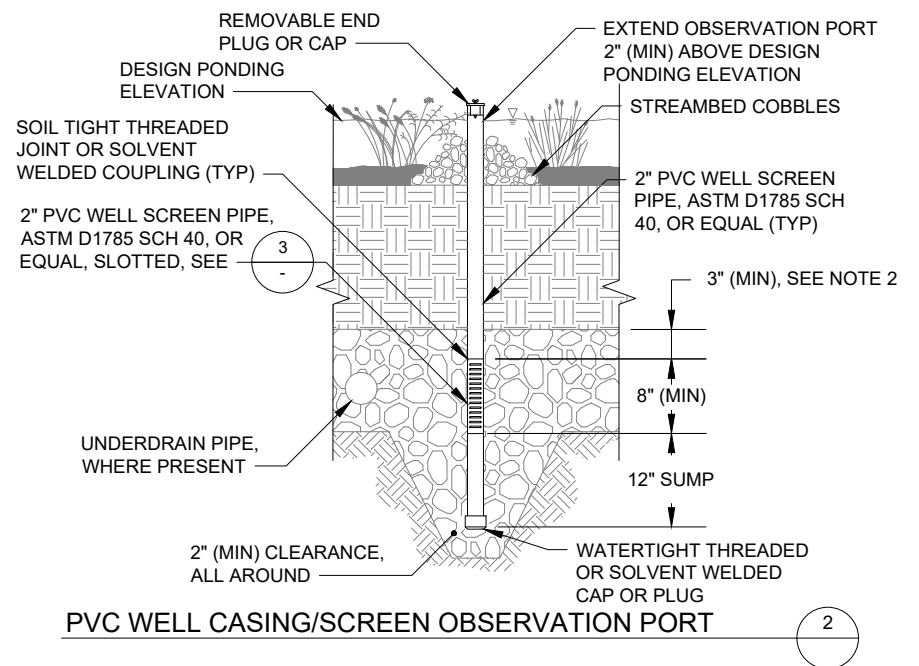 REMOVABLE END
PLUG OR CAP
EXTEND OBSERVATION PORT
2" (MIN) ABOVE DESIGN
PONDING ELEVATION
DESIGN PONDING
ELEVATION
STREAMBED COBBLES
SOIL TIGHT THREADED
JOINT OR SOLVENT
WELDED COUPLING (TYP)
2" PVC WELL SCREEN
PIPE, ASTM D1785 SCH
40, OR EQUAL (TYP)
2" PVC WELL SCREEN PIPE,
ASTM D1785 SCH 40, OR
EQUAL, SLOTTED, SEE
3
-
3" (MIN), SEE NOTE 2
8" (MIN)
UNDERDRAIN PIPE,
WHERE PRESENT
12" SUMP
2" (MIN) CLEARANCE,
ALL AROUND
WATERTIGHT THREADED
OR SOLVENT WELDED
CAP OR PLUG
PVC WELL CASING/SCREEN OBSERVATION PORT
2